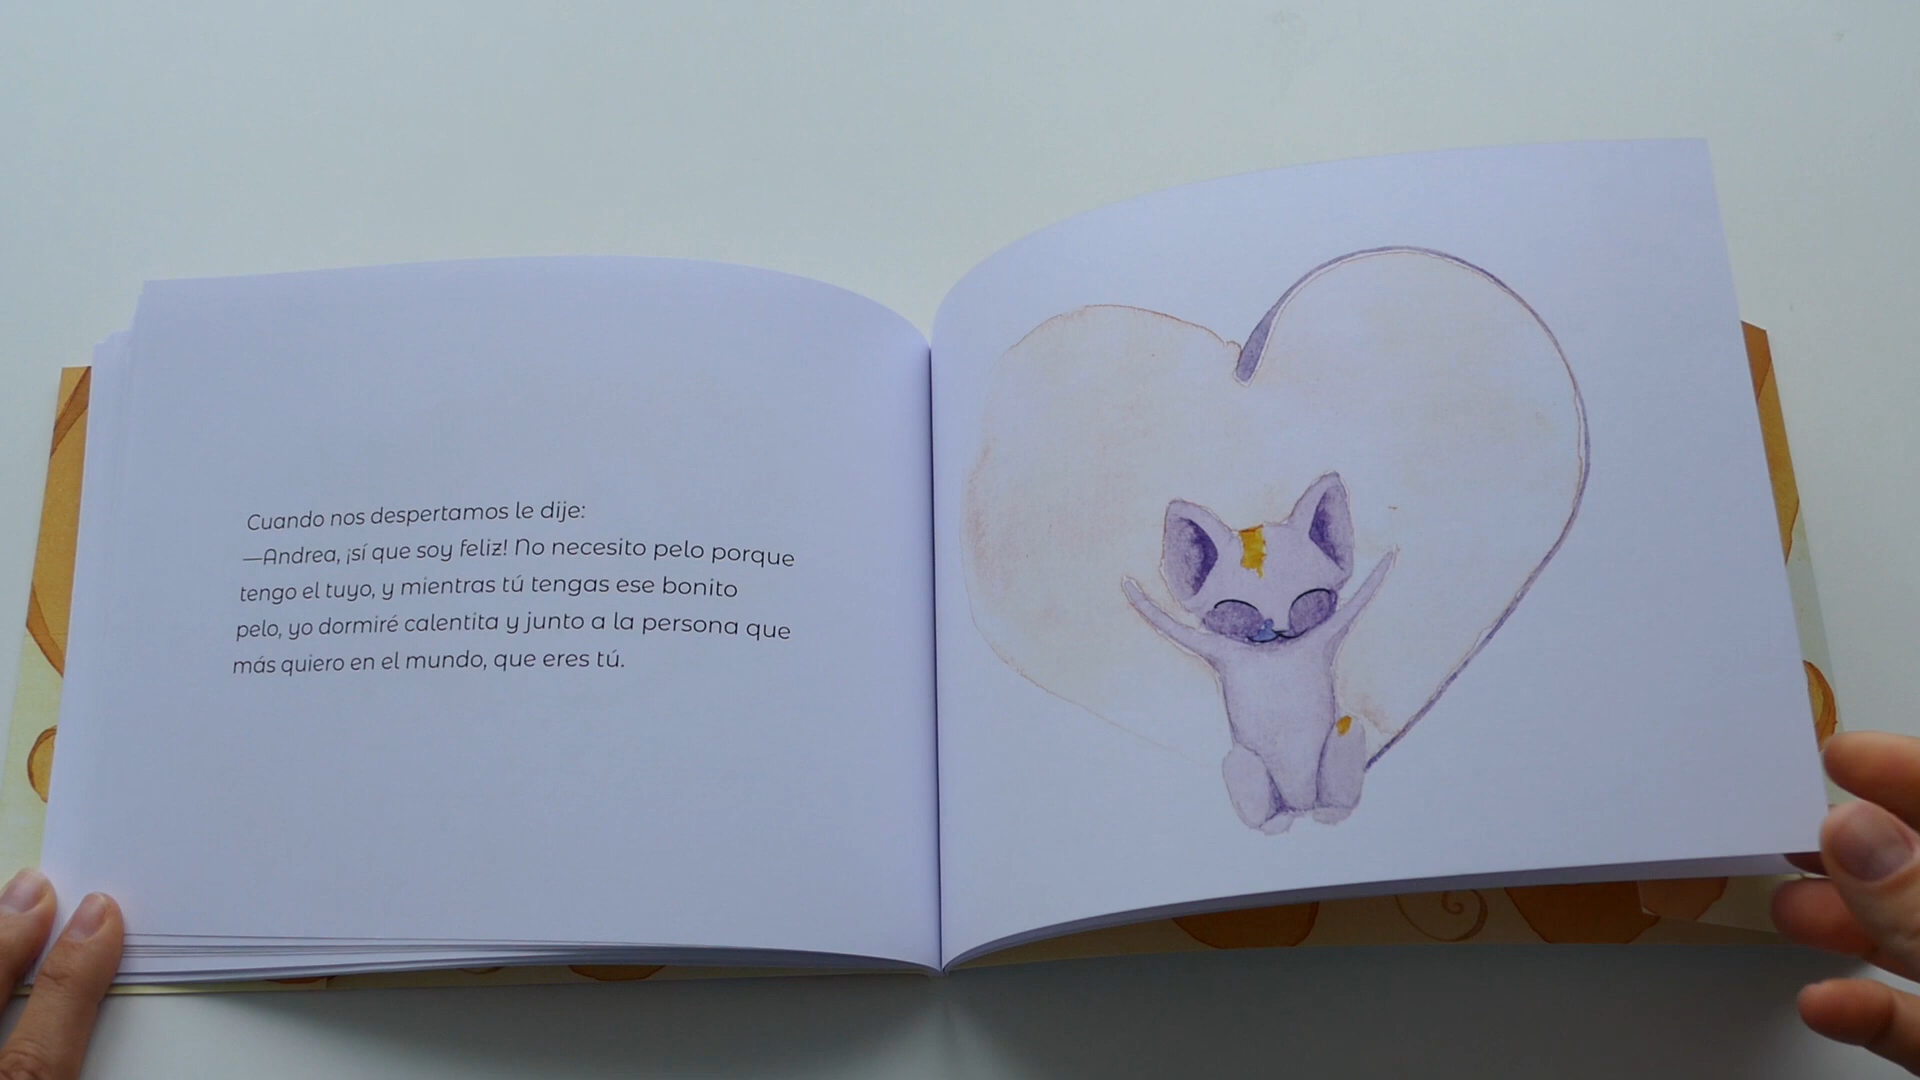 Cuando nos despertamos le dije:
—Andrea, ¡sí que soy feliz! No necesito pelo porque
tengo el tuyo, y mientras tú tengas ese bonito
pelo, yo dormiré calentita y junto a la persona que
más quiero en el mundo, que eres tú.